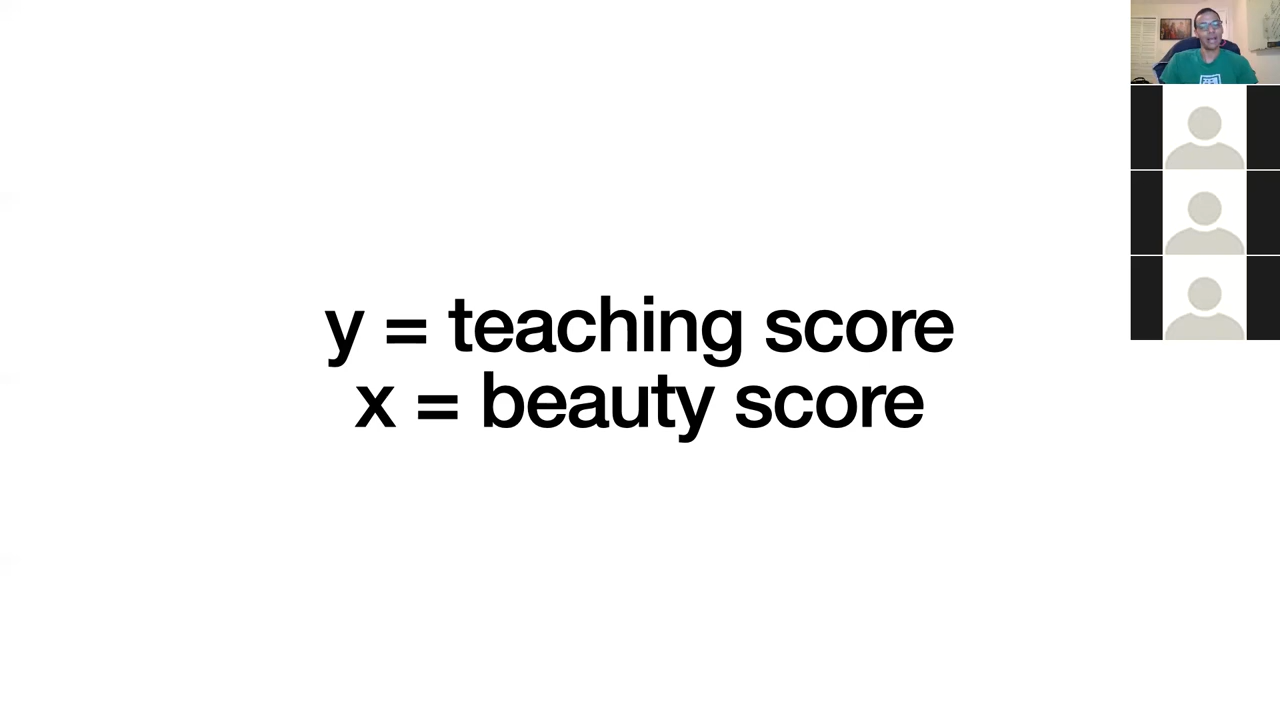 y = teaching score
x = beauty score